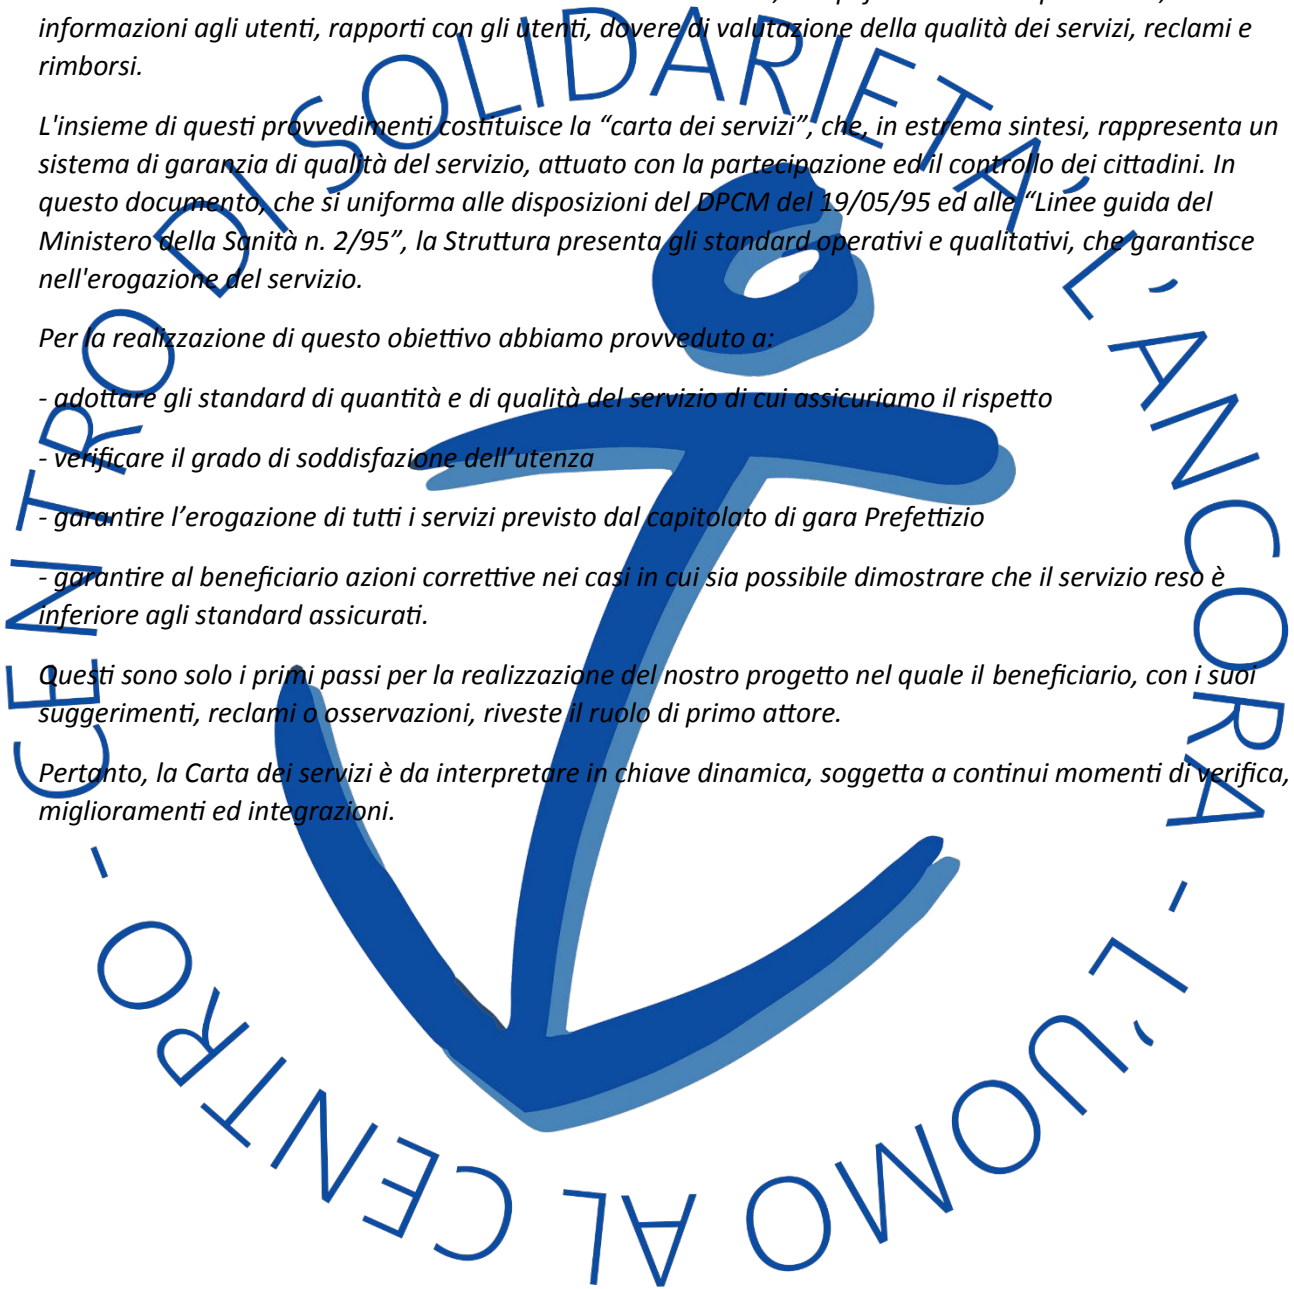 informazioni agli utenti, rapporti con gli utenti, dovere di valutazione della qualità dei servizi, reclami e
rimborsi.
L'insieme di questi provvedimenti costituisce la “carta dei servizi”, che, in estrema sintesi, rappresenta un
sistema di garanzia di qualità del servizio, attuato con la partecipazione ed il controllo dei cittadini. In
questo documento, che si uniforma alle disposizioni del DPCM del 19/05/95 ed alle “Linee guida del
Ministero della Sanità n. 2/95”, la Struttura presenta gli standard operativi e qualitativi, che garantisce
nell'erogazione del servizio.
Per la realizzazione di questo obiettivo abbiamo provveduto a:
- adottare gli standard di quantità e di qualità del servizio di cui assicuriamo il rispetto
- verificare il grado di soddisfazione dell’utenza
- garantire l’erogazione di tutti i servizi previsto dal capitolato di gara Prefettizio
- garantire al beneficiario azioni correttive nei casi in cui sia possibile dimostrare che il servizio reso è
inferiore agli standard assicurati.
Questi sono solo i primi passi per la realizzazione del nostro progetto nel quale il beneficiario, con i suoi
suggerimenti, reclami o osservazioni, riveste il ruolo di primo attore.
Pertanto, la Carta dei servizi è da interpretare in chiave dinamica, soggetta a continui momenti di verifica,
miglioramenti ed integrazioni.
CENTRO DI SOLIDARIETA' L'ANCORA - L'UOMO AL CENTRO -